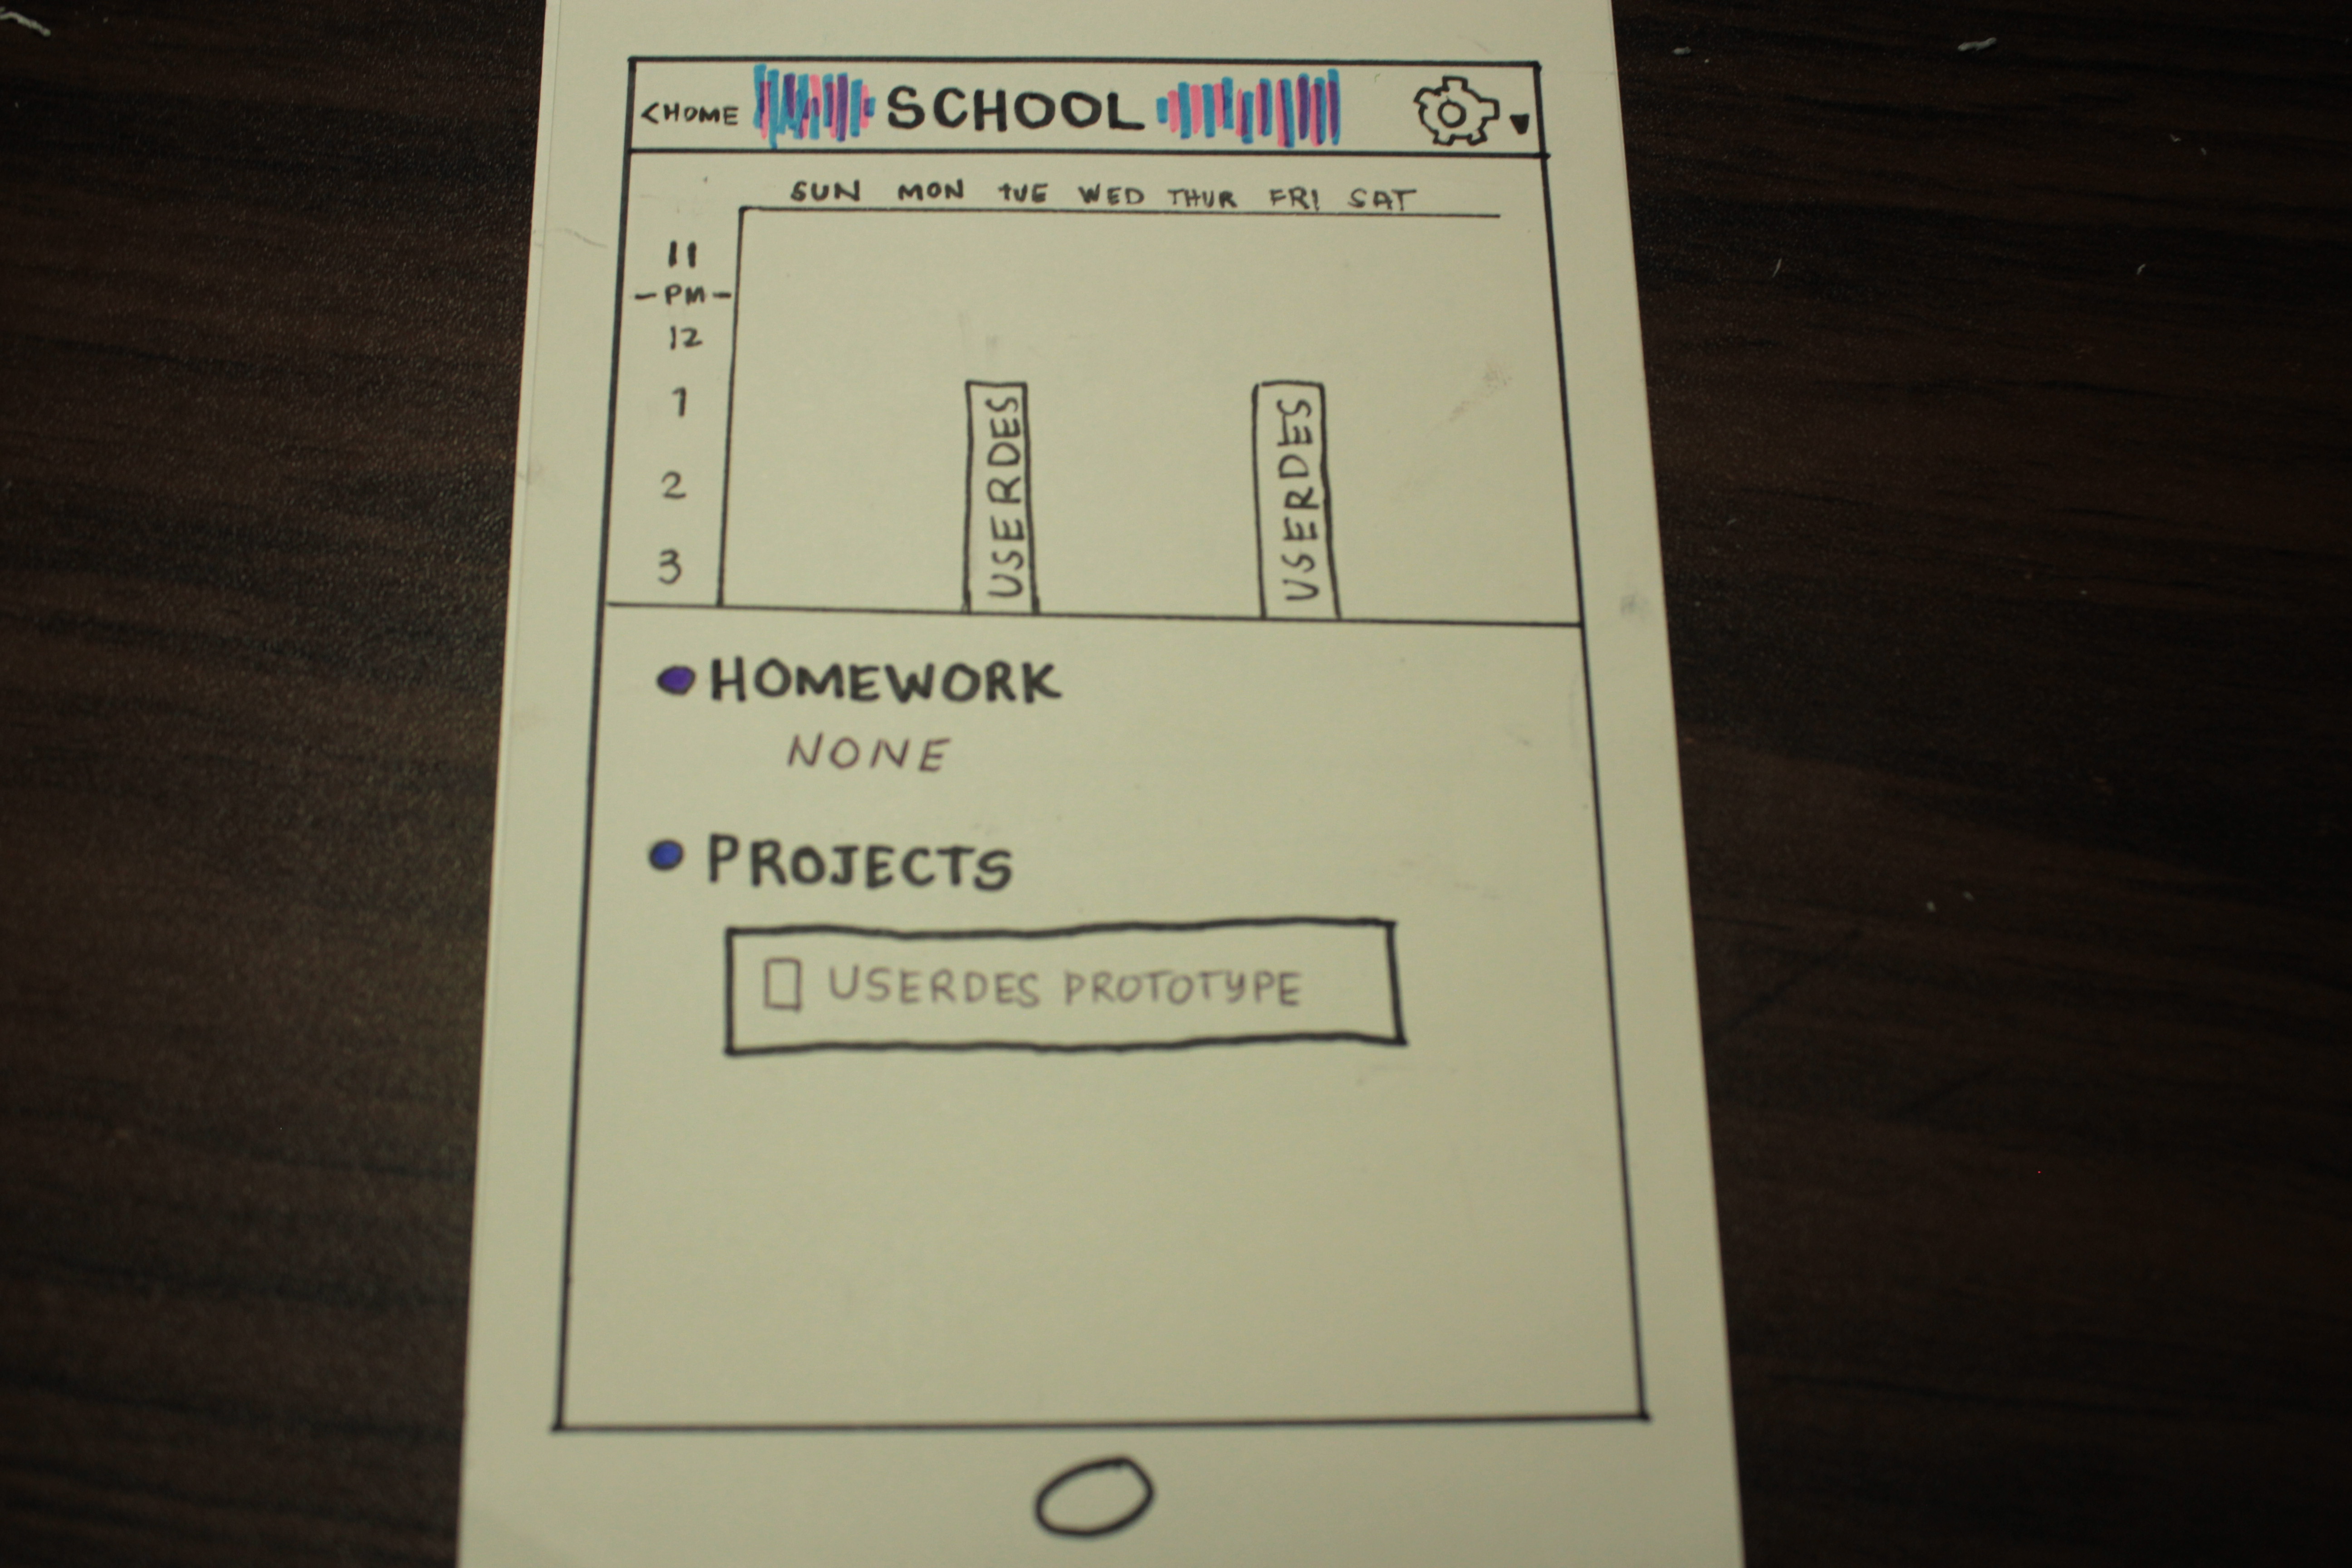 <HOME SCHOOL
SUN MON TUE WED THUR FRI SAT
11
-PM-
12
1
2
3
USERDES
USERDES
HOMEWORK
NONE
PROJECTS
USERDES PROTOTYPE